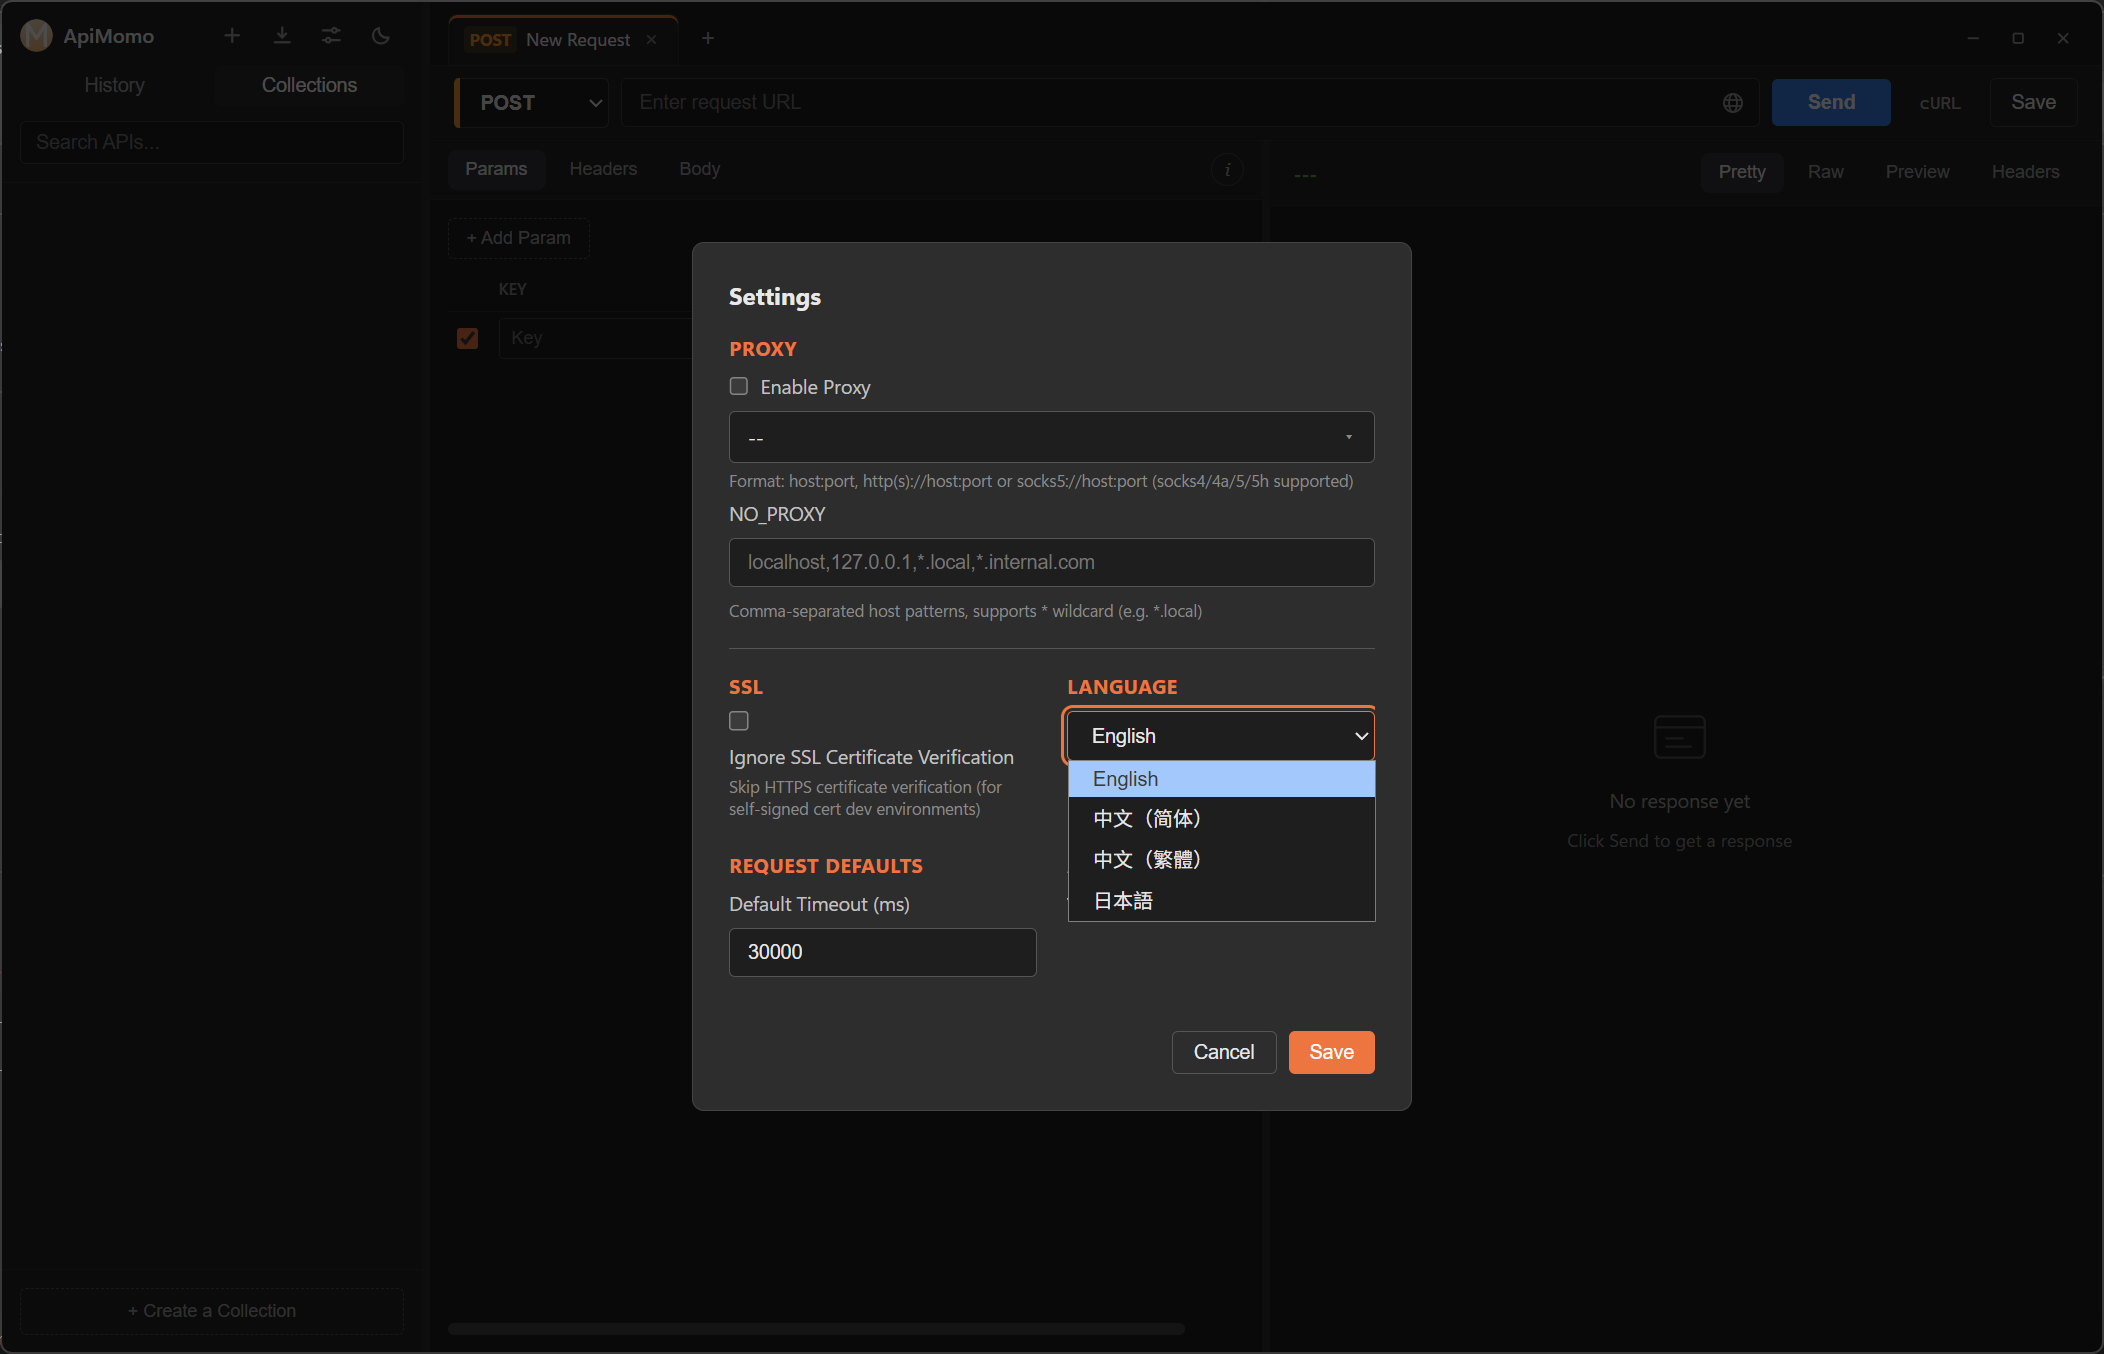 ApiMomo
History
Collections
Search APIs...
+ Create a Collection
POST New Request
POST
Enter request URL
Send
cURL
Save
Params
Headers
Body
i
+ Add Param
KEY
Key
---
Pretty
Raw
Preview
Headers
No response yet
Click Send to get a response
Settings
PROXY
Enable Proxy
--
Format: host:port, http(s)://host:port or socks5://host:port (socks4/4a/5/5h supported)
NO_PROXY
localhost,127.0.0.1,*.local,*.internal.com
Comma-separated host patterns, supports * wildcard (e.g. *.local)
SSL
Ignore SSL Certificate Verification
Skip HTTPS certificate verification (for
self-signed cert dev environments)
LANGUAGE
English
English
中文（简体）
中文（繁體）
日本語
REQUEST DEFAULTS
Default Timeout (ms)
30000
Cancel
Save